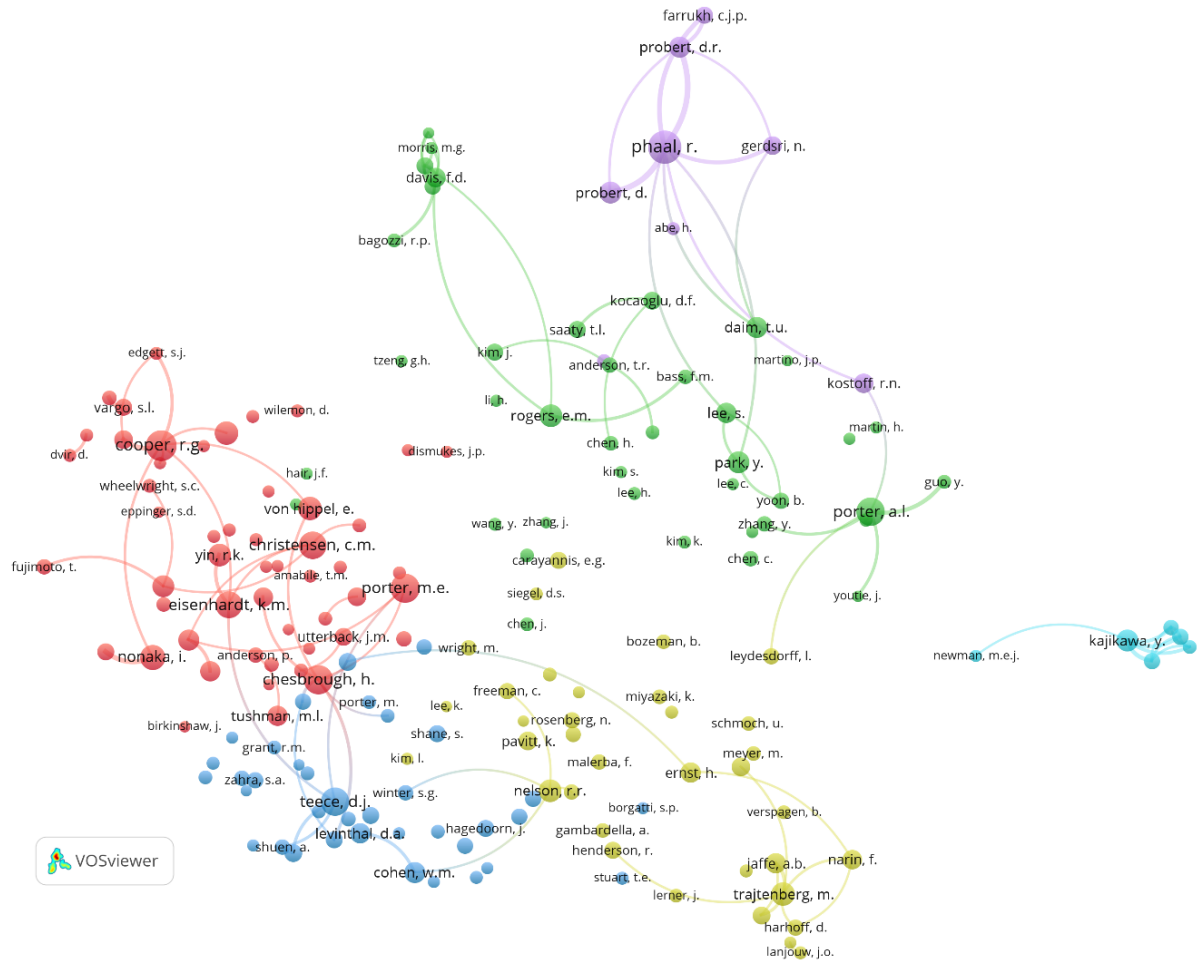 farrukh, c.j.p.
probert, d.r.
morris, m.g.
phaal, r.
gerdsri, n.
davis, f.d.
probert, d.
abe, h.
bagozzi, r.p.
kocaoglu, d.f.
saaty, t.l.
daim, t.u.
edgett, s.j.
kim, j.
tzeng, g.h.
anderson, t.r.
martino, j.p.
bass, f.m.
kostoff, r.n.
li, h.
vargo, s.l.
wilemon, d.
rogers, e.m.
lee, s.
martin, h.
cooper, r.g.
dismukes, j.p.
chen, h.
dvir, d.
hair, j.f.
kim, s.
park, y.
wheelwright, s.c.
lee, c.
guo, y.
lee, h.
yoon, b.
eppinger, s.d.
von hippel, e.
porter, a.l.
wang, y.
zhang, j.
zhang, y.
christensen, c.m.
kim, k.
yin, r.k.
carayannis, e.g.
chen, c.
fujimoto, t.
amabile, t.m.
porter, m.e.
siegel, d.s.
youtie, j.
eisenhardt, k.m.
chen, j.
utterback, j.m.
bozeman, b.
kajikawa, y.
nonaka, i.
anderson, p.
wright, m.
leydesdorff, l.
newman, m.e.j.
chesbrough, h.
freeman, c.
miyazaki, k.
porter, m.
lee, k.
tushman, m.l.
rosenberg, n.
schmoch, u.
birkinshaw, j.
shane, s.
pavitt, k.
grant, r.m.
kim, l.
malerba, f.
meyer, m.
ernst, h.
zahra, s.a.
winter, s.g.
nelson, r.r.
teece, d.j.
borgatti, s.p.
verspagen, b.
levinthal, d.a.
hagedoorn, j.
gambardella, a.
shuen, a.
henderson, r.
VOSviewer
cohen, w.m.
stuart, t.e.
jaffe, a.b.
narin, f.
lerner, j.
trajtenberg, m.
harhoff, d.
lanjouw, j.o.